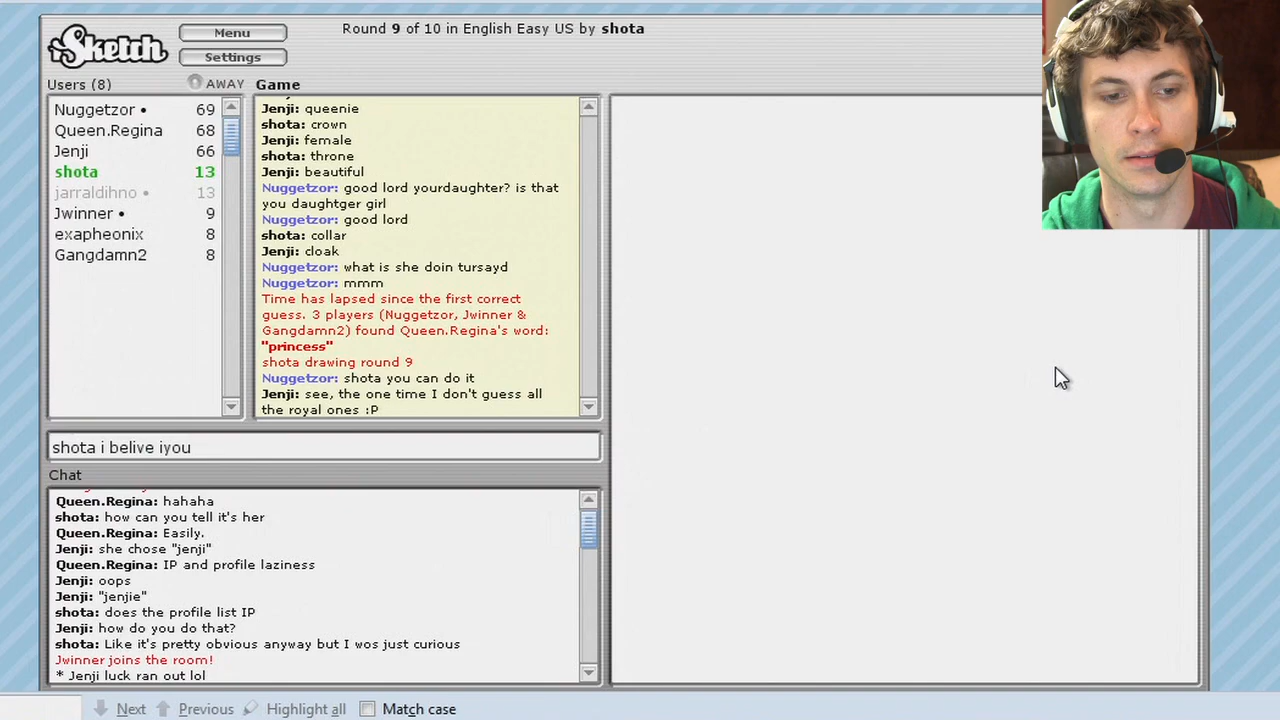 iSketch
Menu
Settings
Round 9 of 10 in English Easy US by shota
Users (8)
AWAY
Nuggetzor • 69
Queen.Regina 68
Jenji 66
shota 13
jarraldihno • 13
Jwinner • 9
exapheonix 8
Gangdamn2 8
Game
Jenji: queenie
shota: crown
Jenji: female
shota: throne
Jenji: beautiful
Nuggetzor: good lord yourdaughter? is that
you daughtger girl
Nuggetzor: good lord
shota: collar
Jenji: cloak
Nuggetzor: what is she doin tursayd
Nuggetzor: mmm
Time has lapsed since the first correct
guess. 3 players (Nuggetzor, Jwinner &
Gangdamn2) found Queen.Regina's word:
"princess"
shota drawing round 9
Nuggetzor: shota you can do it
Jenji: see, the one time I don't guess all
the royal ones :P
shota i belive iyou
Chat
Queen.Regina: hahaha
shota: how can you tell it's her
Queen.Regina: Easily.
Jenji: she chose "jenji"
Queen.Regina: IP and profile laziness
Jenji: oops
Jenji: "jenjie"
shota: does the profile list IP
Jenji: how do you do that?
shota: Like it's pretty obvious anyway but I wos just curious
Jwinner joins the room!
* Jenji luck ran out lol
Next Previous Highlight all Match case